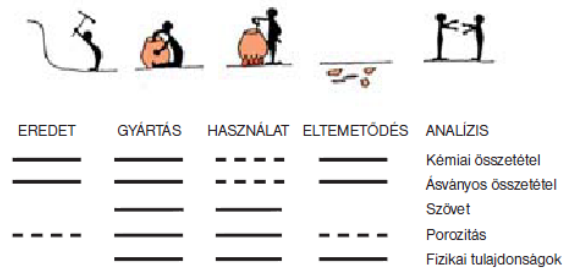 EREDET GYÁRTÁS HASZNÁLAT ELTEMETŐDÉS ANALÍZIS
Kémiai összetétel
Ásványos összetétel
Szövet
Porozitás
Fizikai tulajdonságok